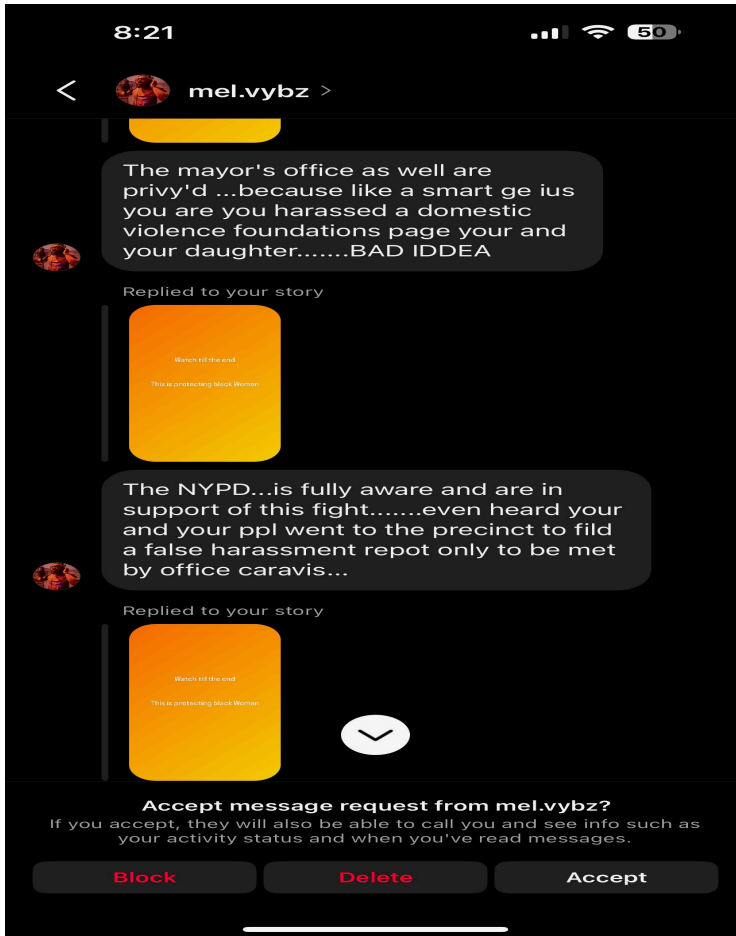 8:21
50
mel.vybz >
The mayor's office as well are
privy'd ...because like a smart ge ius
you are you harassed a domestic
violence foundations page your and
your daughter.......BAD IDDEA
Replied to your story
Watch till the end
This is protecting black Women
The NYPD...is fully aware and are in
support of this fight.......even heard your
and your ppl went to the precinct to fild
a false harassment repot only to be met
by office caravis...
Replied to your story
Watch till the end
This is protecting black Women
Accept message request from mel.vybz?
If you accept, they will also be able to call you and see info such as
your activity status and when you've read messages.
Block
Delete
Accept